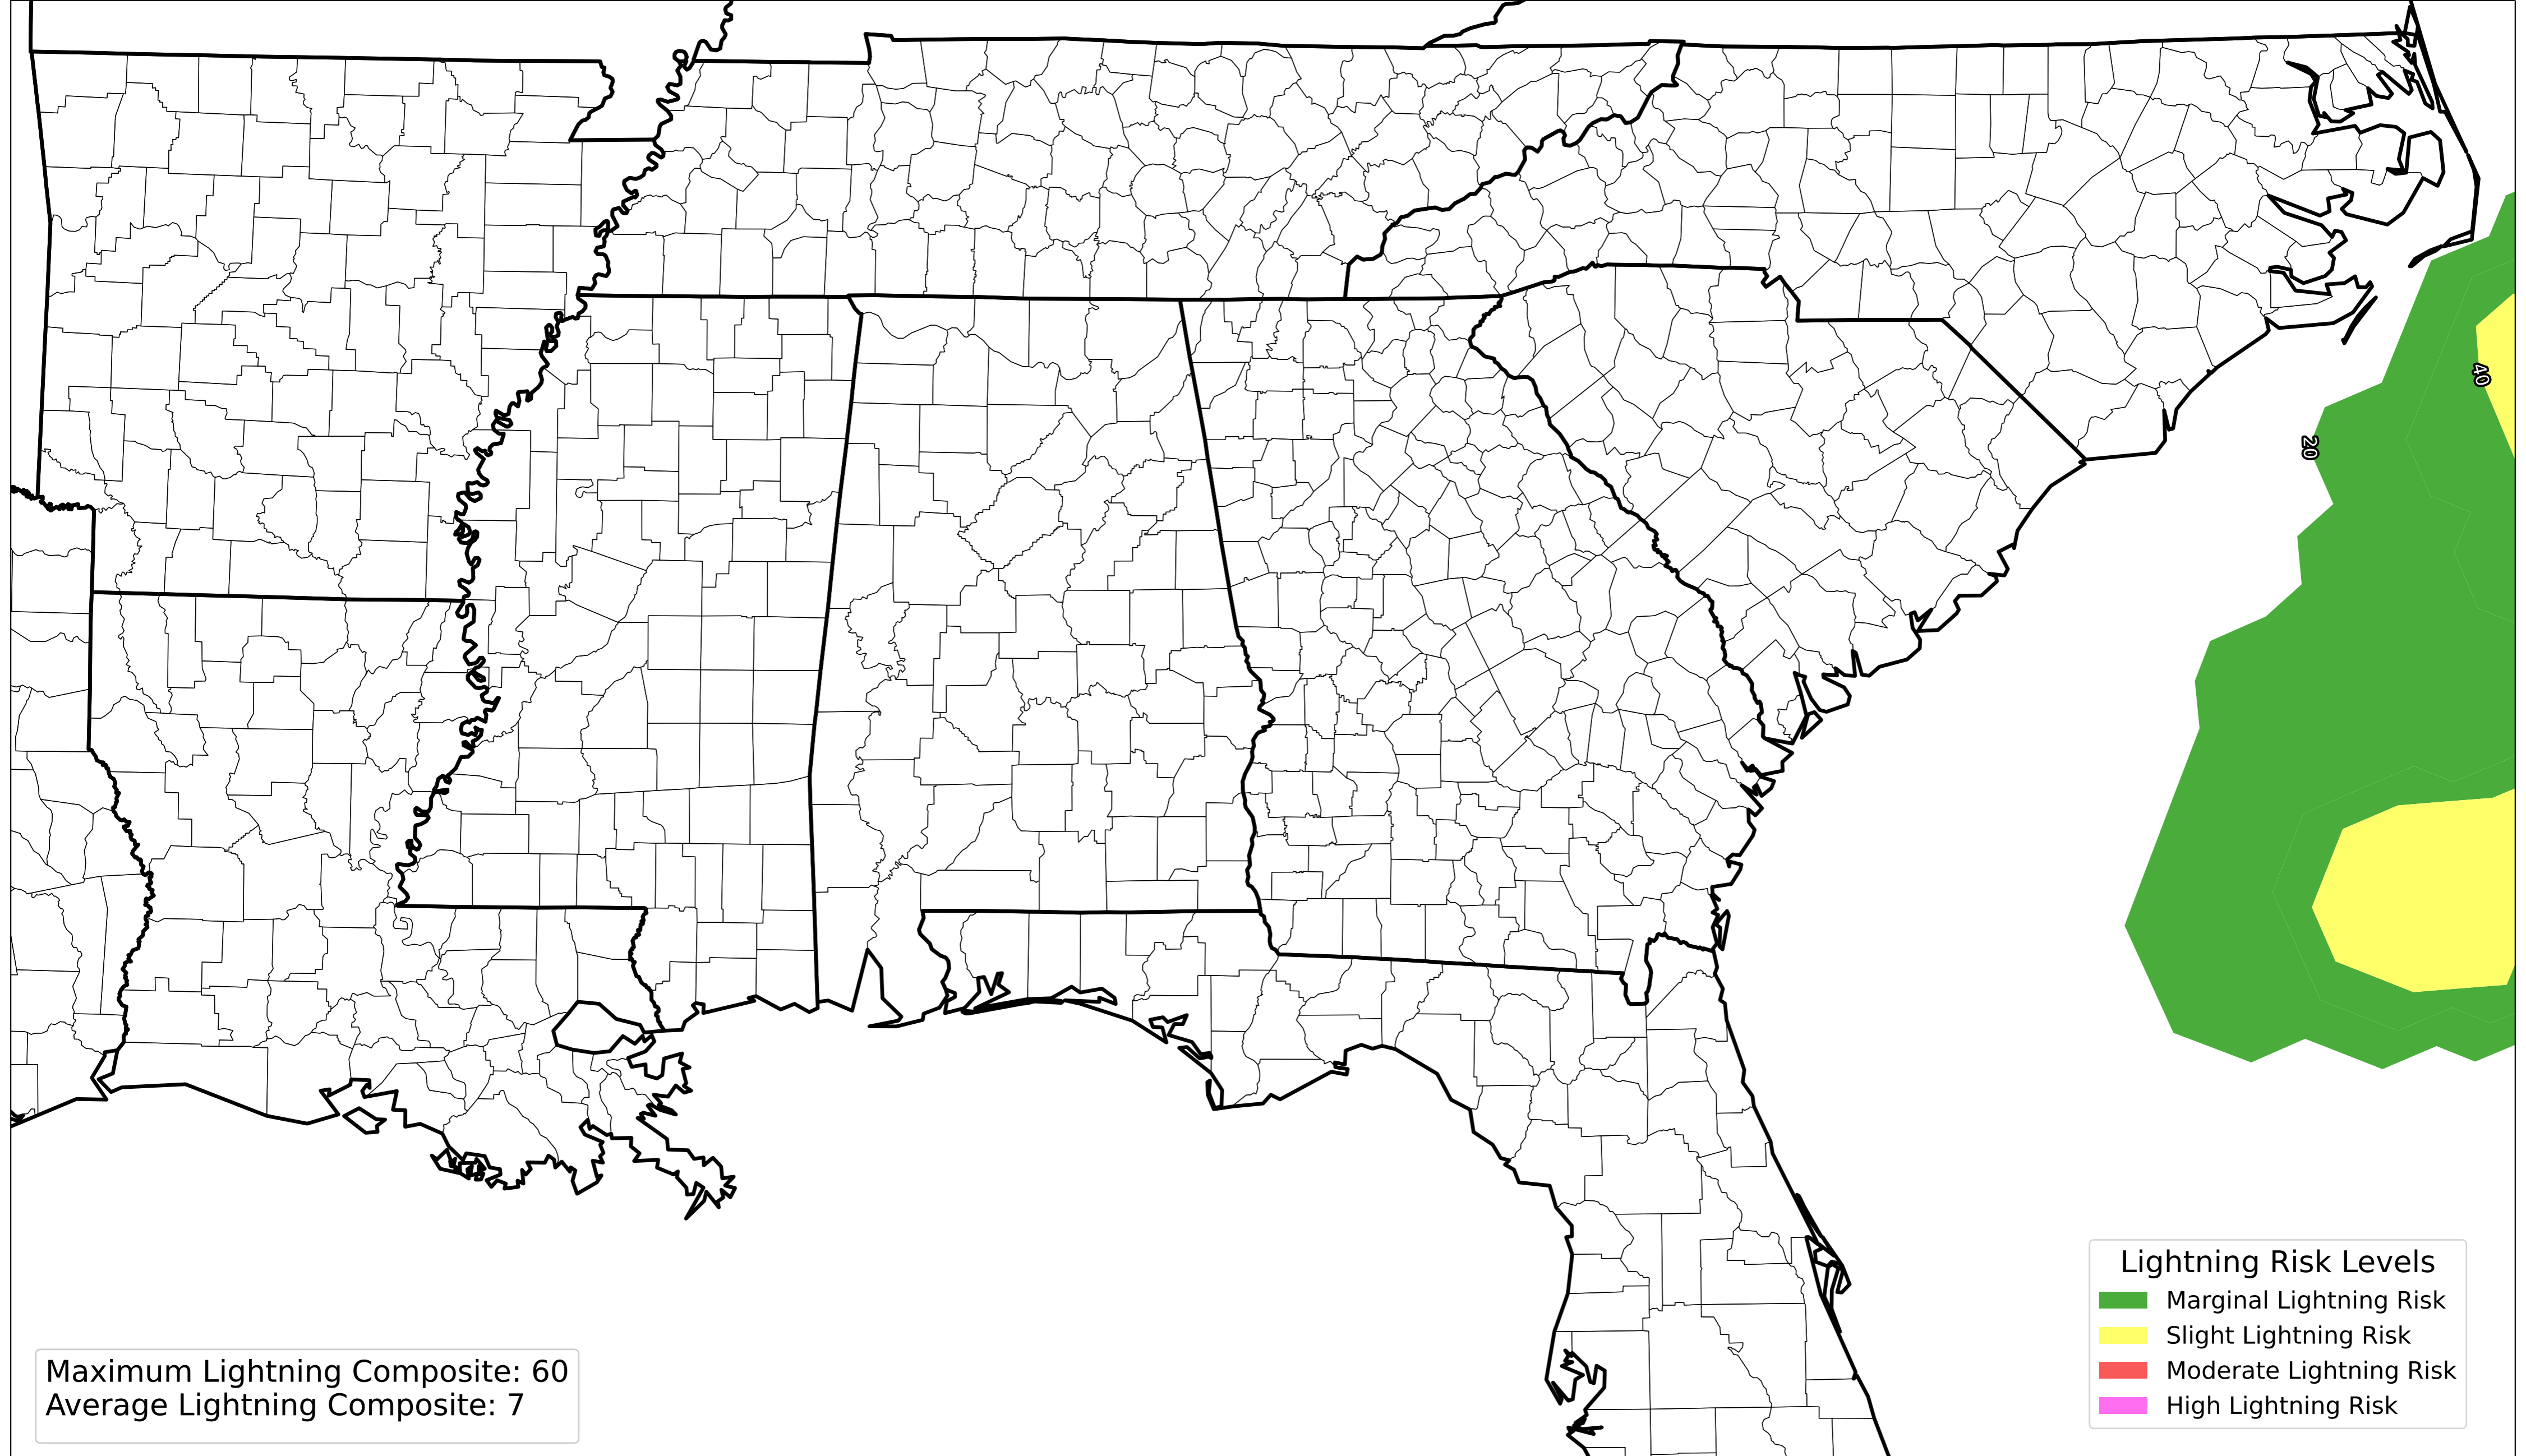 40
20
Lightning Risk Levels
Marginal Lightning Risk
Slight Lightning Risk
Moderate Lightning Risk
High Lightning Risk
Maximum Lightning Composite: 60
Average Lightning Composite: 7